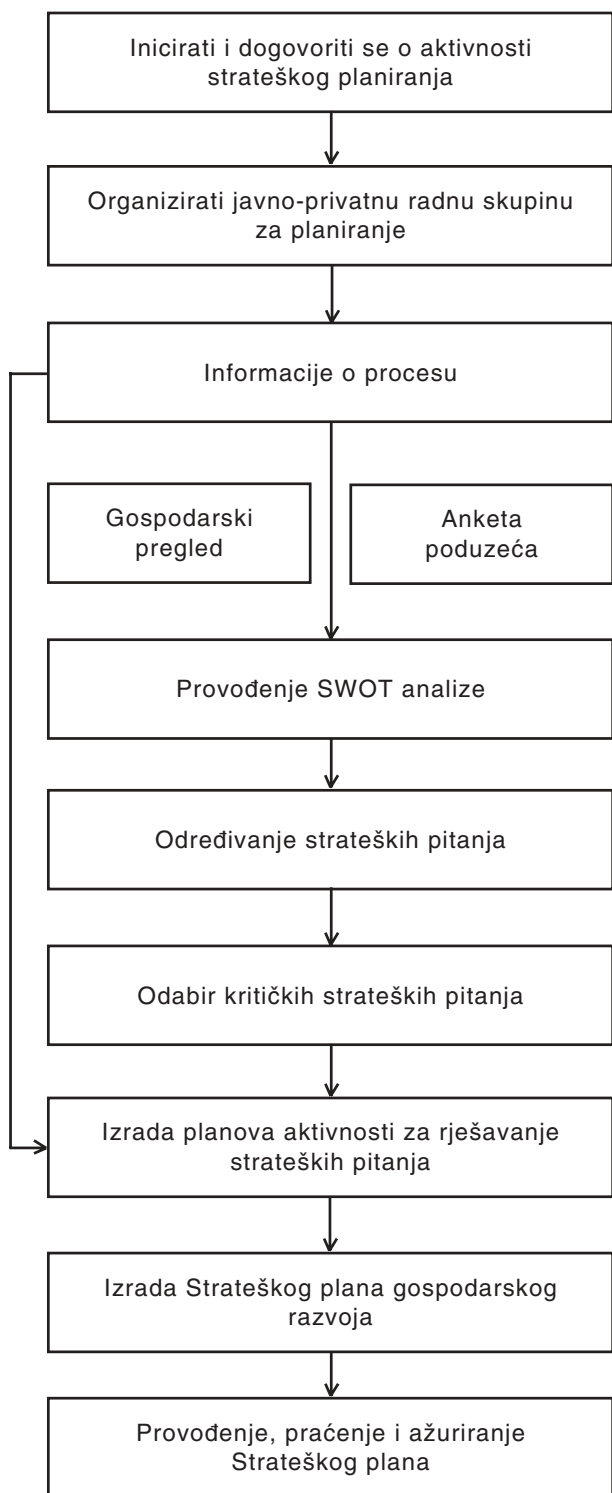 Inicirati i dogovoriti se o aktivnosti
strateškog planiranja
Organizirati javno-privatnu radnu skupinu
za planiranje
Informacije o procesu
Gospodarski
pregled
Anketa
poduzeća
Provođenje SWOT analize
Određivanje strateških pitanja
Odabir kritičkih strateških pitanja
Izrada planova aktivnosti za rješavanje
strateških pitanja
Izrada Strateškog plana gospodarskog
razvoja
Provođenje, praćenje i ažuriranje
Strateškog plana